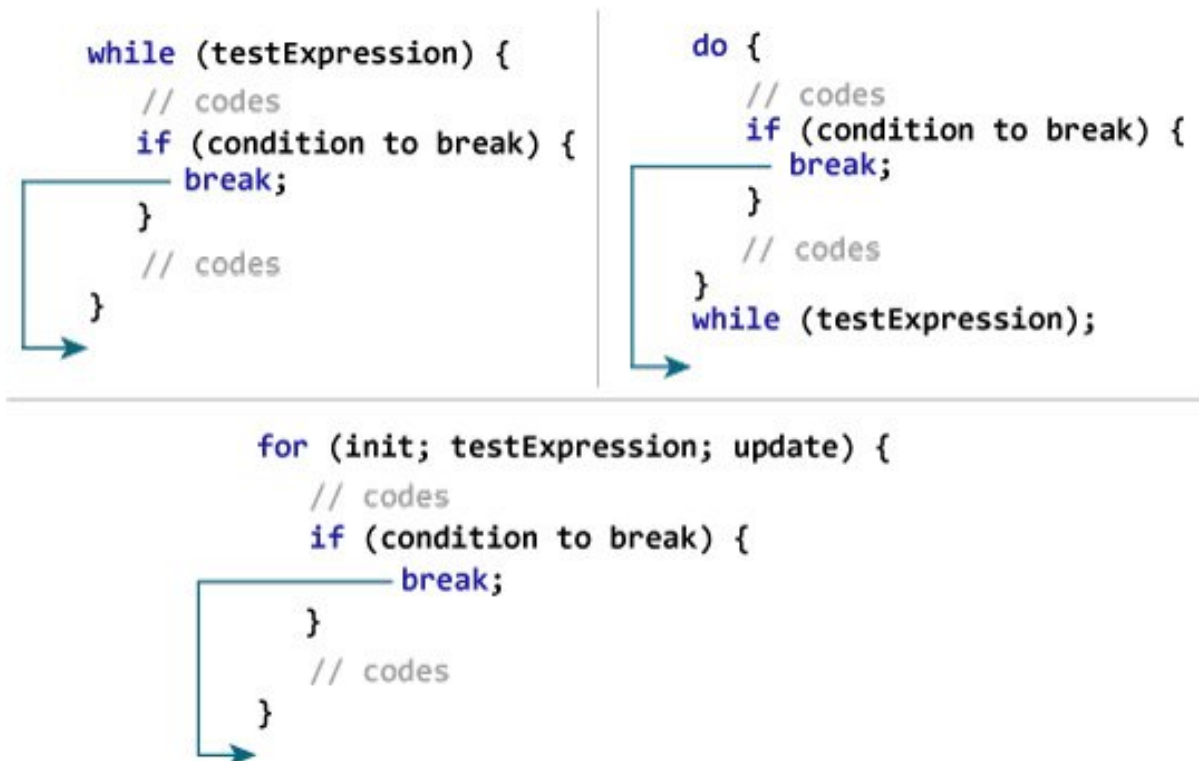 while (testExpression) {
// codes
if (condition to break) {
break;
}
// codes
}
do {
// codes
if (condition to break) {
break;
}
// codes
}
while (testExpression);
for (init; testExpression; update) {
// codes
if (condition to break) {
break;
}
// codes
}